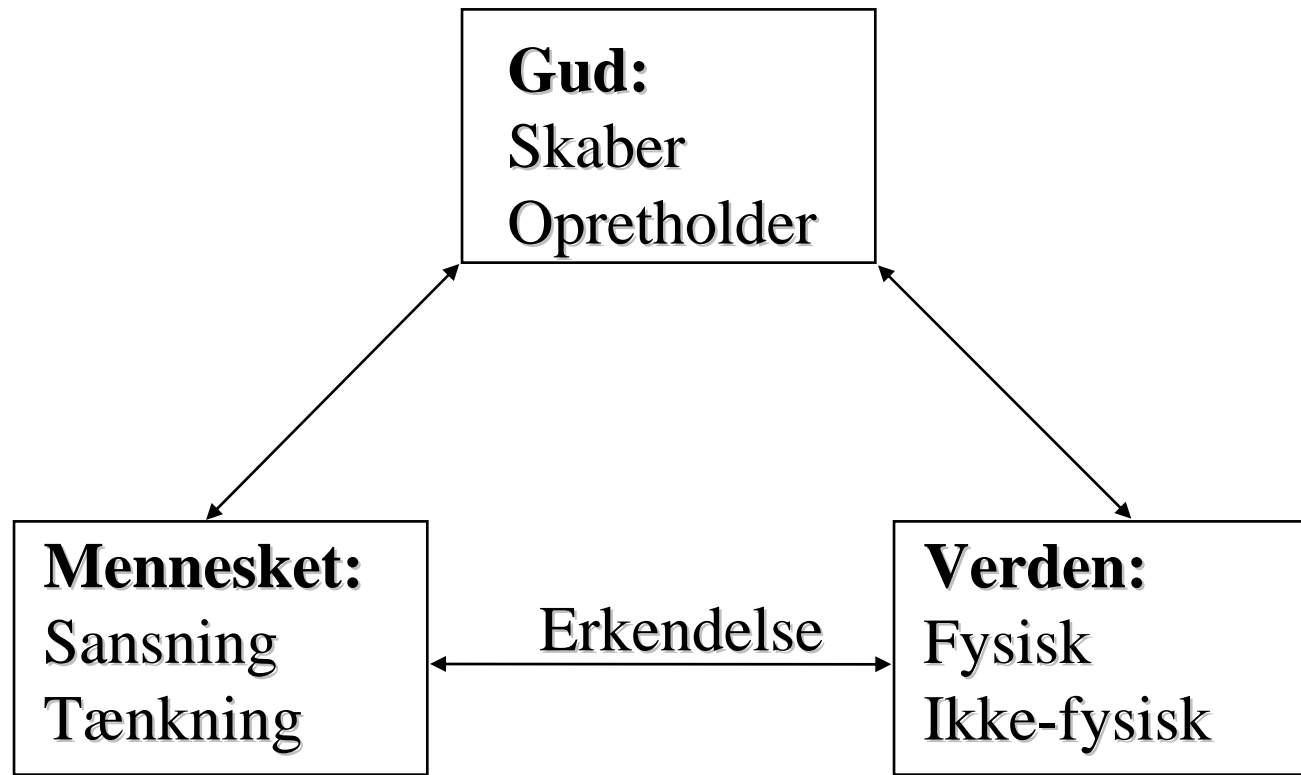 Gud:
Skaber
Opretholder
Mennesket:
Sansning
Tænkning
Erkendelse
Verden:
Fysisk
Ikke-fysisk